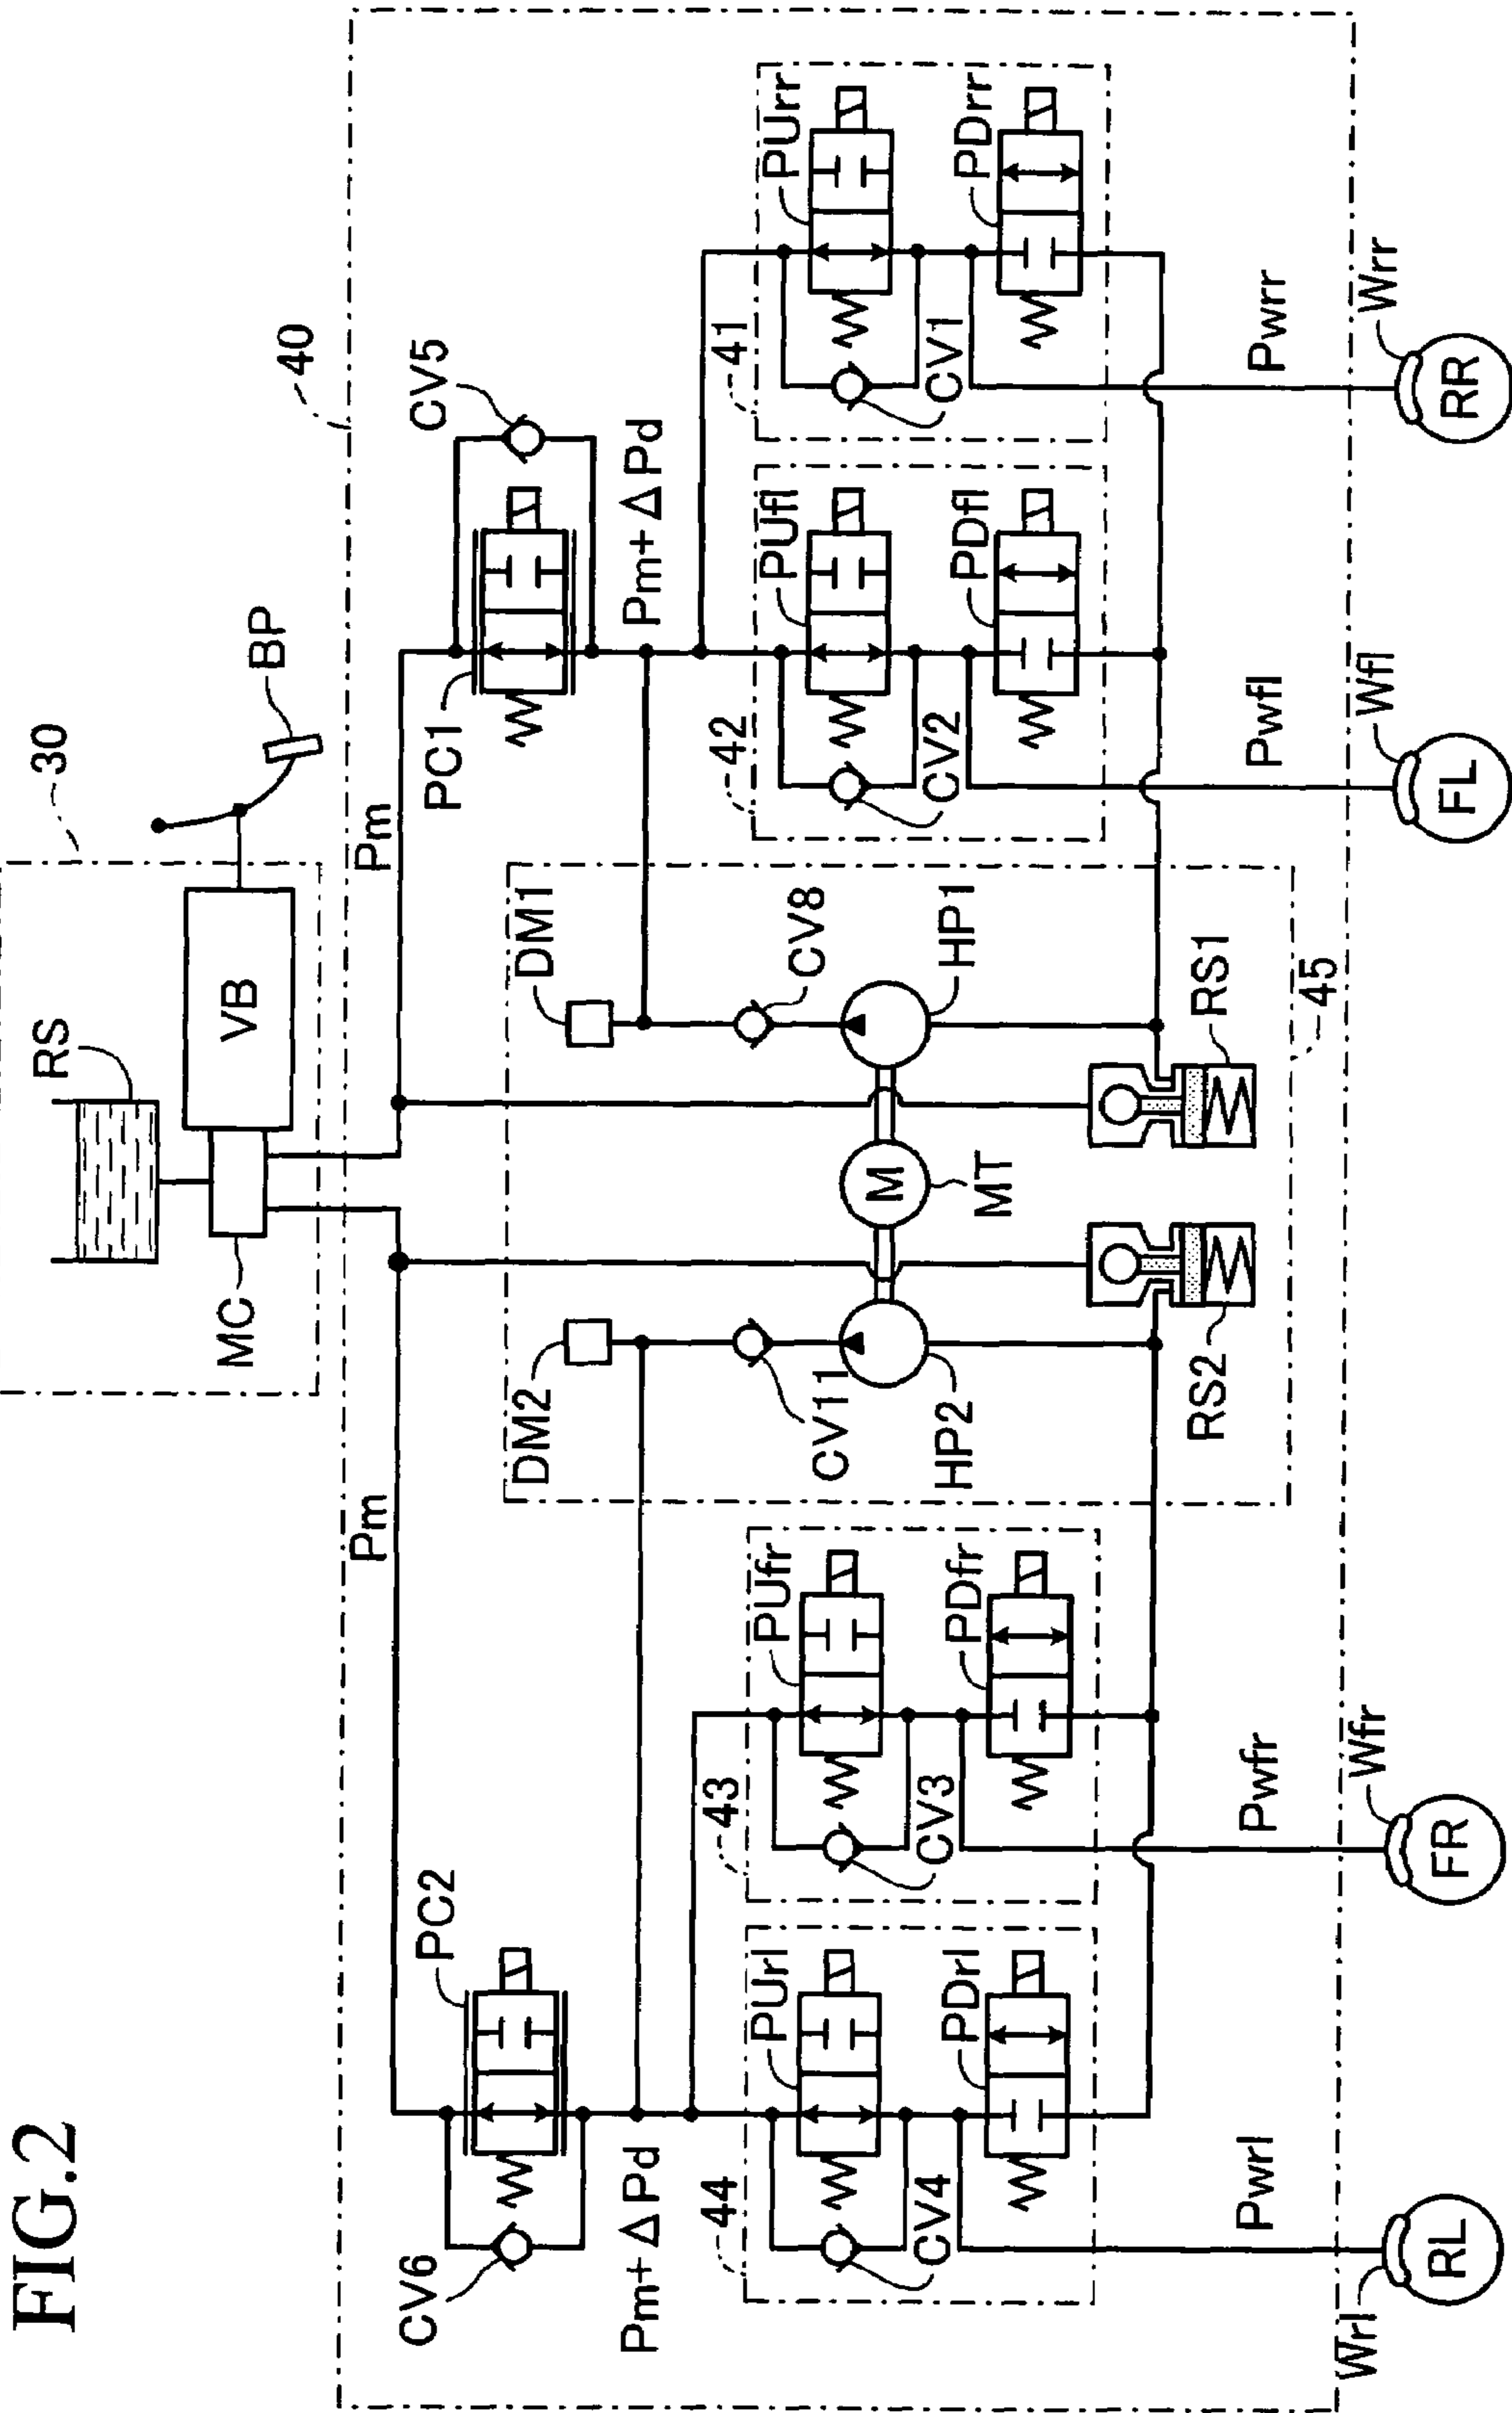 FIG.2
30
RS
VB
BP
MC
40
Pm
Pm
PC2
CV6
PC1
CV5
Pm+ΔPd
Pm+ΔPd
DM2
DM1
CV11
CV8
HP2
HP1
M
MT
RS2
RS1
45
44
PUrl
CV4
PDrl
43
PUfr
CV3
PDfr
42
PUfl
CV2
PDfl
41
PUrr
CV1
PDrr
Pwrl
Pwfr
Pwfl
Pwrr
Wrl
Wfr
Wfl
Wrr
RL
FR
FL
RR